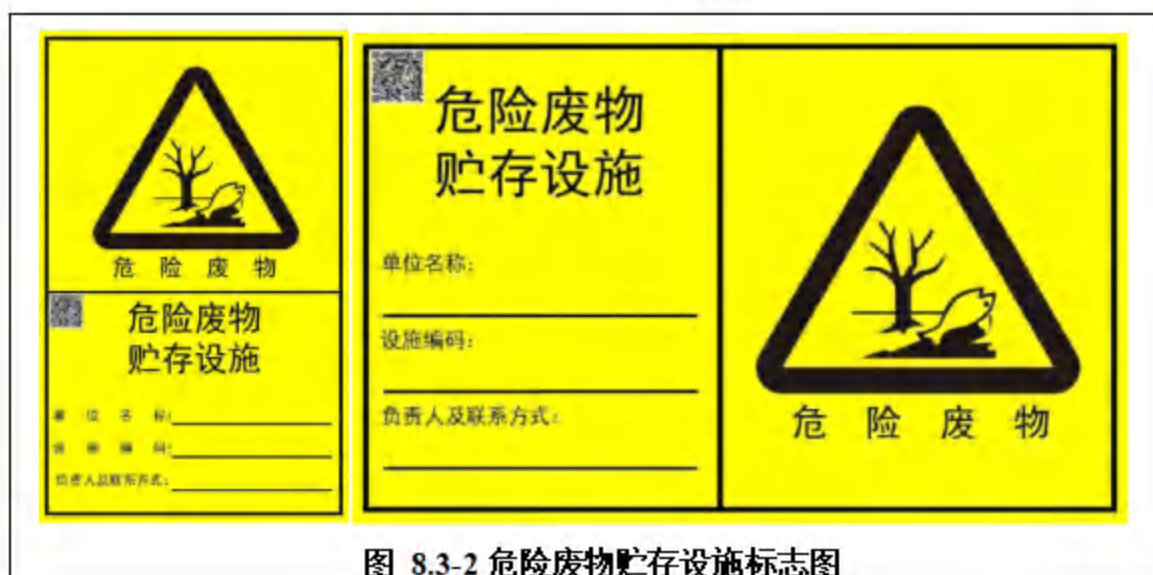 危险废物
危险废物
贮存设施
单位名称:
设施编码:
负责人及联系方式:
危险废物
贮存设施
单位名称:
设施编码:
负责人及联系方式:
危险废物
图 8.3-2 危险废物贮存设施标志图